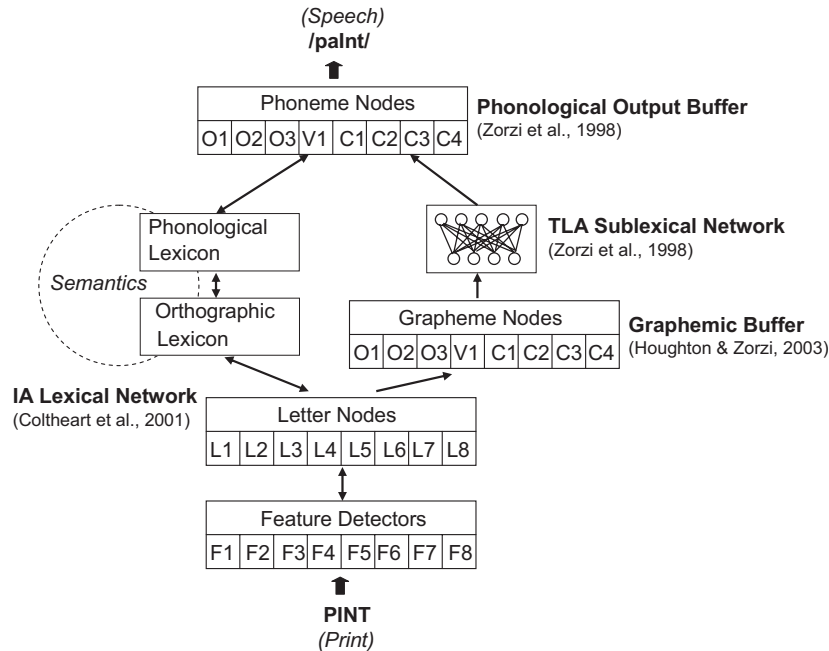 (Speech)
/paInt/
Phoneme Nodes
O1 O2 O3 V1 C1 C2 C3 C4
Phonological Output Buffer
(Zorzi et al., 1998)
Phonological
Lexicon
Semantics
Orthographic
Lexicon
TLA Sublexical Network
(Zorzi et al., 1998)
Grapheme Nodes
O1 O2 O3 V1 C1 C2 C3 C4
Graphemic Buffer
(Houghton & Zorzi, 2003)
IA Lexical Network
(Coltheart et al., 2001)
Letter Nodes
L1 L2 L3 L4 L5 L6 L7 L8
Feature Detectors
F1 F2 F3 F4 F5 F6 F7 F8
PINT
(Print)